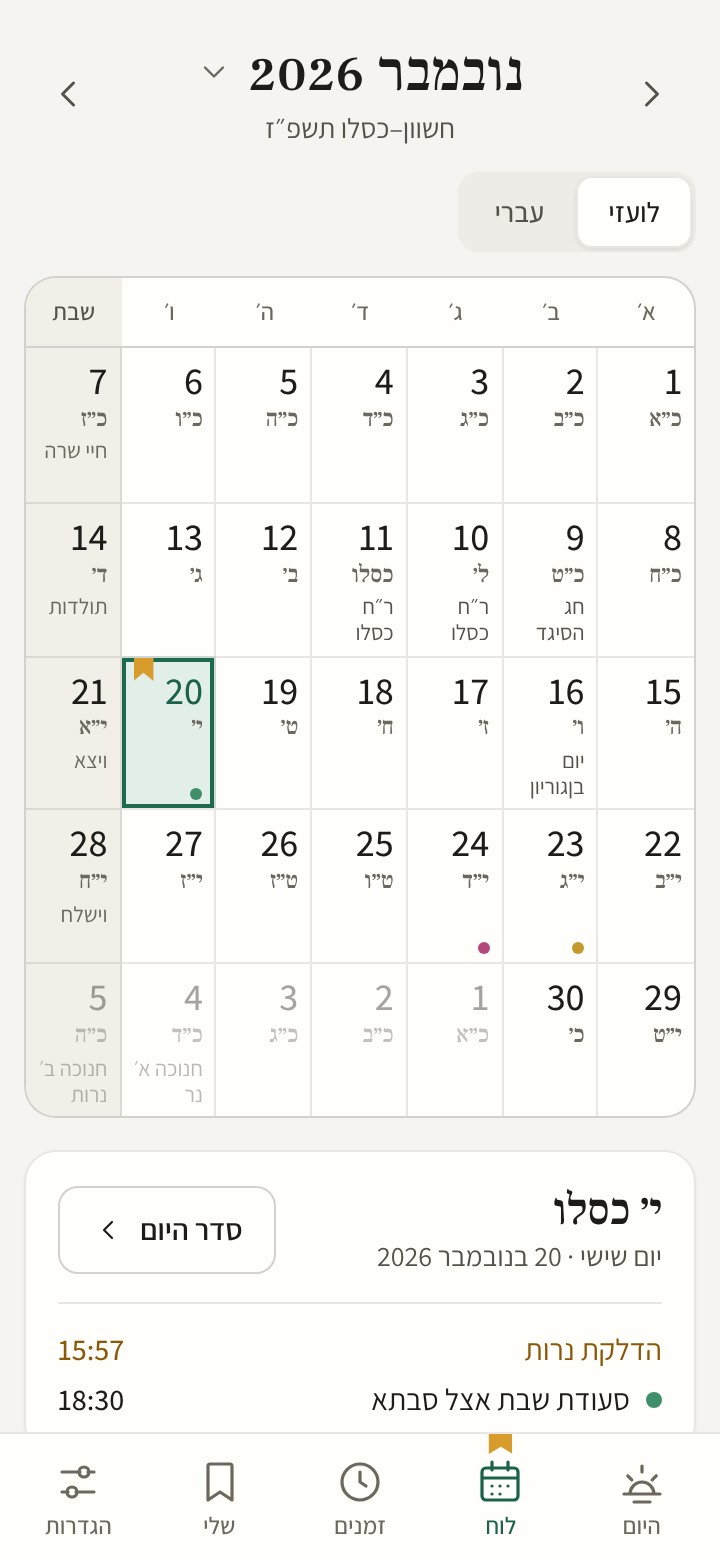 נובמבר 2026
חשוון–כסלו תשפ״ז
לועזי עברי
א׳ ב׳ ג׳ ד׳ ה׳ ו׳ שבת
1 2 3 4 5 6 7
כ״א כ״ב כ״ג כ״ד כ״ה כ״ו כ״ז
חיי שרה
8 9 10 11 12 13 14
כ״ח כ״ט ל׳ כסלו ב׳ ג׳ ד׳
חג ר״ח ר״ח תולדות
הסיגד כסלו כסלו
15 16 17 18 19 20 21
ה׳ ו׳ ז׳ ח׳ ט׳ י׳ י״א
יום ויצא
בןגוריון
22 23 24 25 26 27 28
י״ב י״ג י״ד ט״ו ט״ז י״ז י״ח
וישלח
29 30 1 2 3 4 5
י״ט כ׳ כ״א כ״ב כ״ג כ״ד כ״ה
חנוכה א׳ חנוכה ב׳
נר נרות
י׳ כסלו
סדר היום
יום שישי · 20 בנובמבר 2026
הדלקת נרות 15:57
סעודת שבת אצל סבתא 18:30
היום לוח זמנים שלי הגדרות